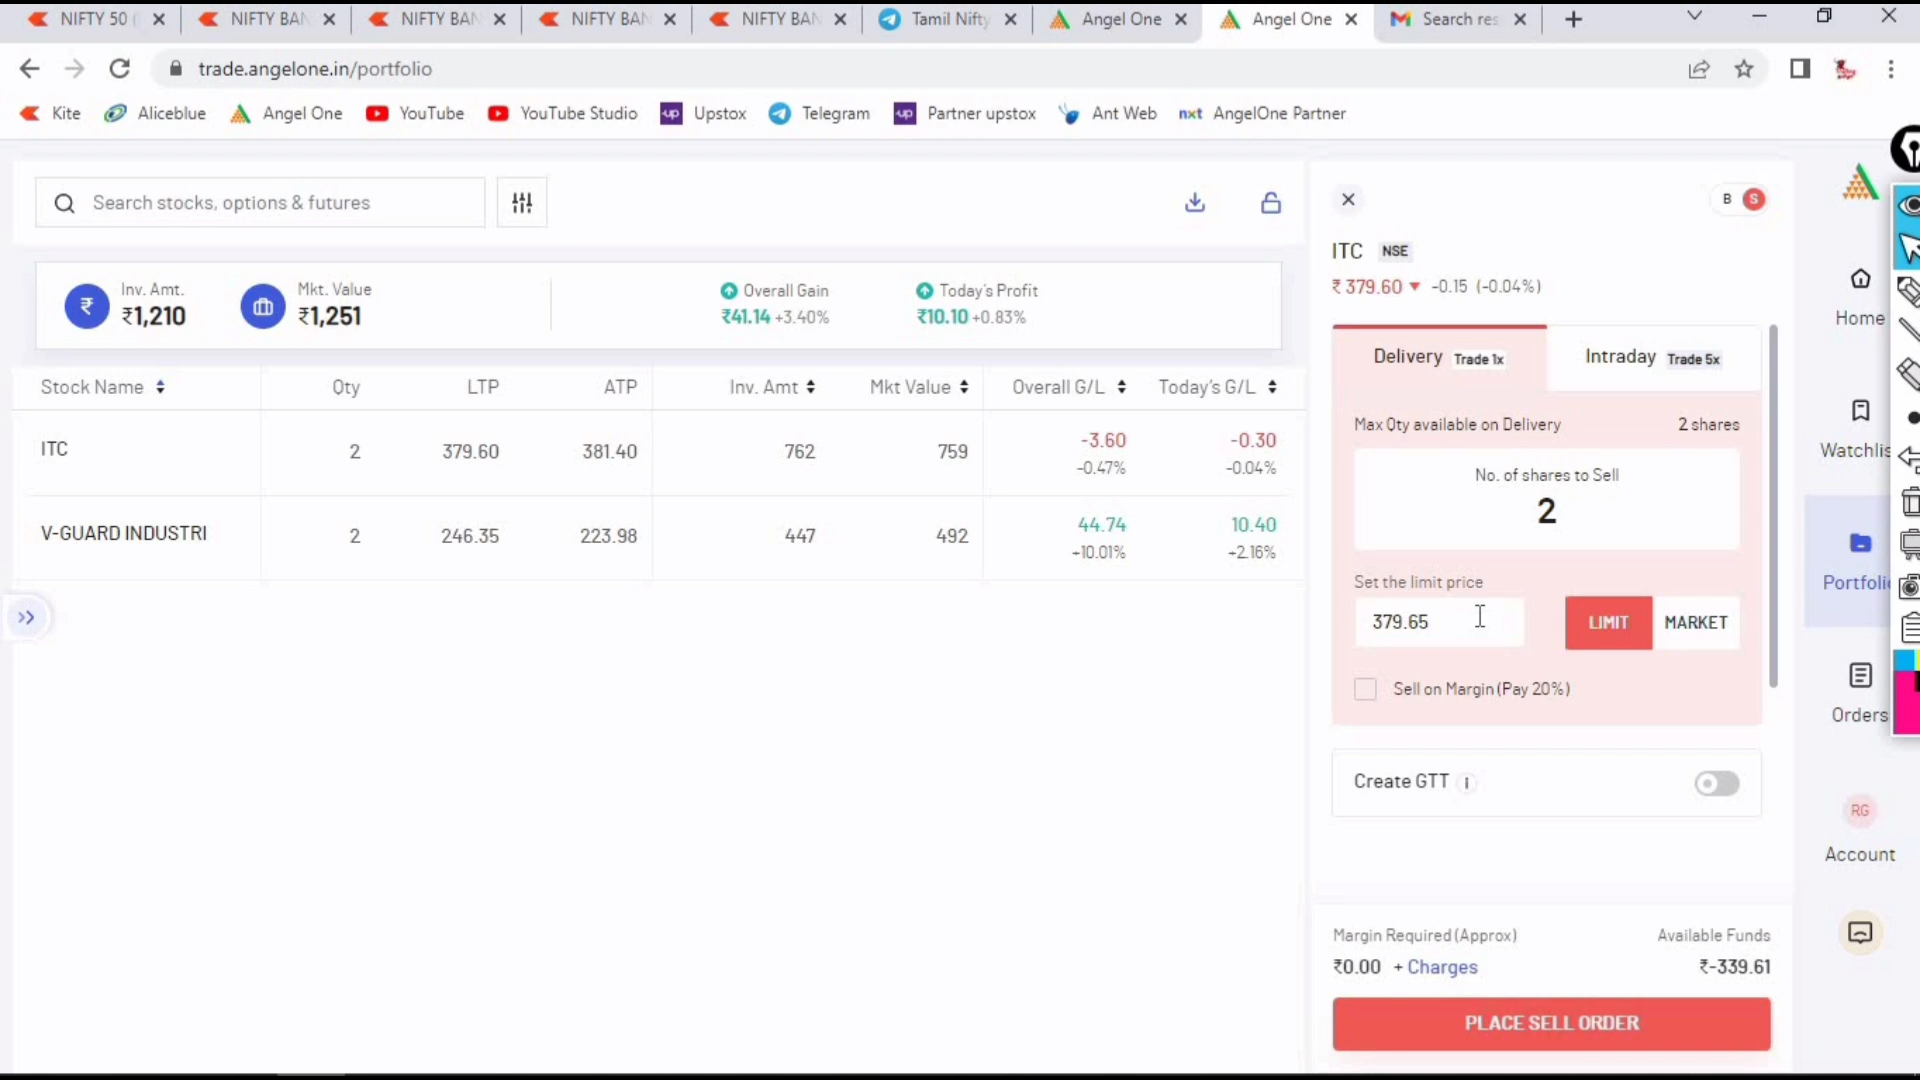 NIFTY 50 (
NIFTY BAN
NIFTY BAN
NIFTY BAN
NIFTY BAN
Tamil Nifty
Angel One
Angel One
Search res
trade.angelone.in/portfolio
Kite
Aliceblue
Angel One
YouTube
YouTube Studio
up Upstox
Telegram
up Partner upstox
Ant Web
nxt AngelOne Partner
Search stocks, options & futures
Inv. Amt.
₹1,210
Mkt. Value
₹1,251
Overall Gain
₹41.14 +3.40%
Today's Profit
₹10.10 +0.83%
Stock Name Qty LTP ATP Inv. Amt Mkt Value Overall G/L Today's G/L
ITC 2 379.60 381.40 762 759 -3.60 -0.30
-0.47% -0.04%
V-GUARD INDUSTRI 2 246.35 223.98 447 492 44.74 10.40
+10.01% +2.16%
B S
ITC NSE
₹ 379.60 -0.15 (-0.04%)
Delivery Trade 1x
Intraday Trade 5x
Max Qty available on Delivery 2 shares
No. of shares to Sell
2
Set the limit price
379.65
LIMIT MARKET
Sell on Margin (Pay 20%)
Create GTT i
Margin Required (Approx) Available Funds
₹0.00 + Charges ₹-339.61
PLACE SELL ORDER
Home
Watchlis
Portfolio
Orders
RG
Account